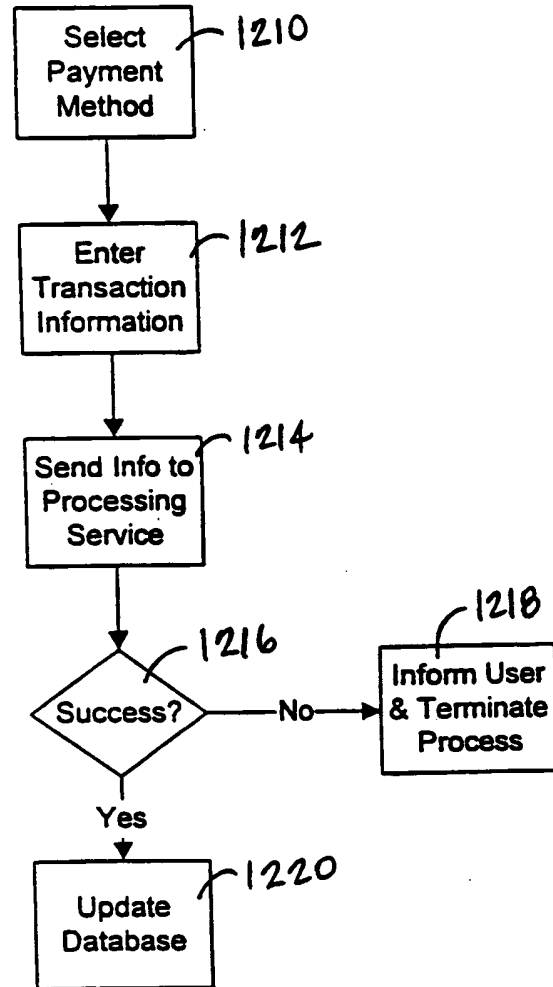 Select
Payment
Method
1210
Enter
Transaction
Information
1212
Send Info to
Processing
Service
1214
Success?
1216
No
Inform User
& Terminate
Process
1218
Yes
Update
Database
1220